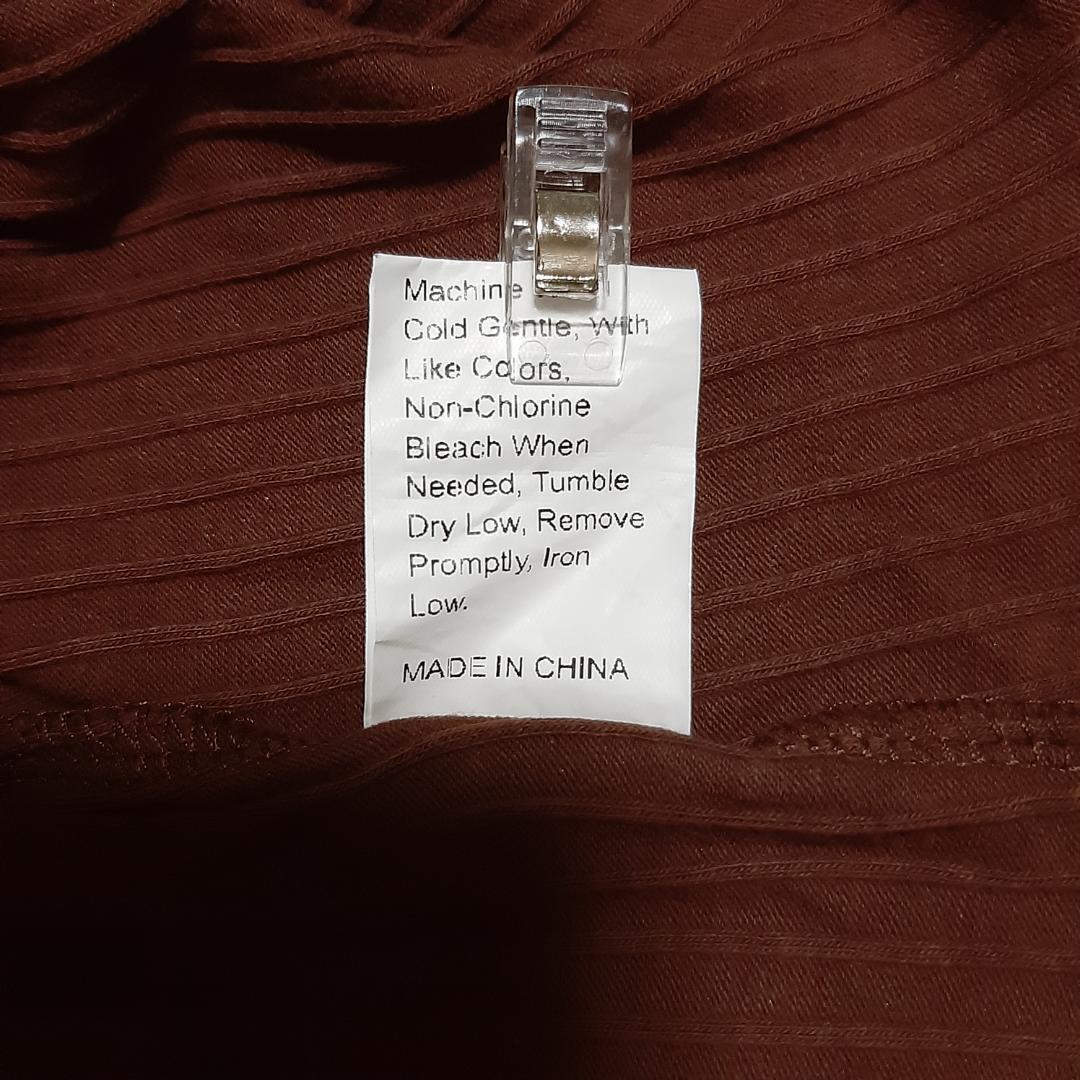 Machine
Cold Gentle, With
Like Colors,
Non-Chlorine
Bleach When
Needed, Tumble
Dry Low, Remove
Promptly, Iron
Low.
MADE IN CHINA